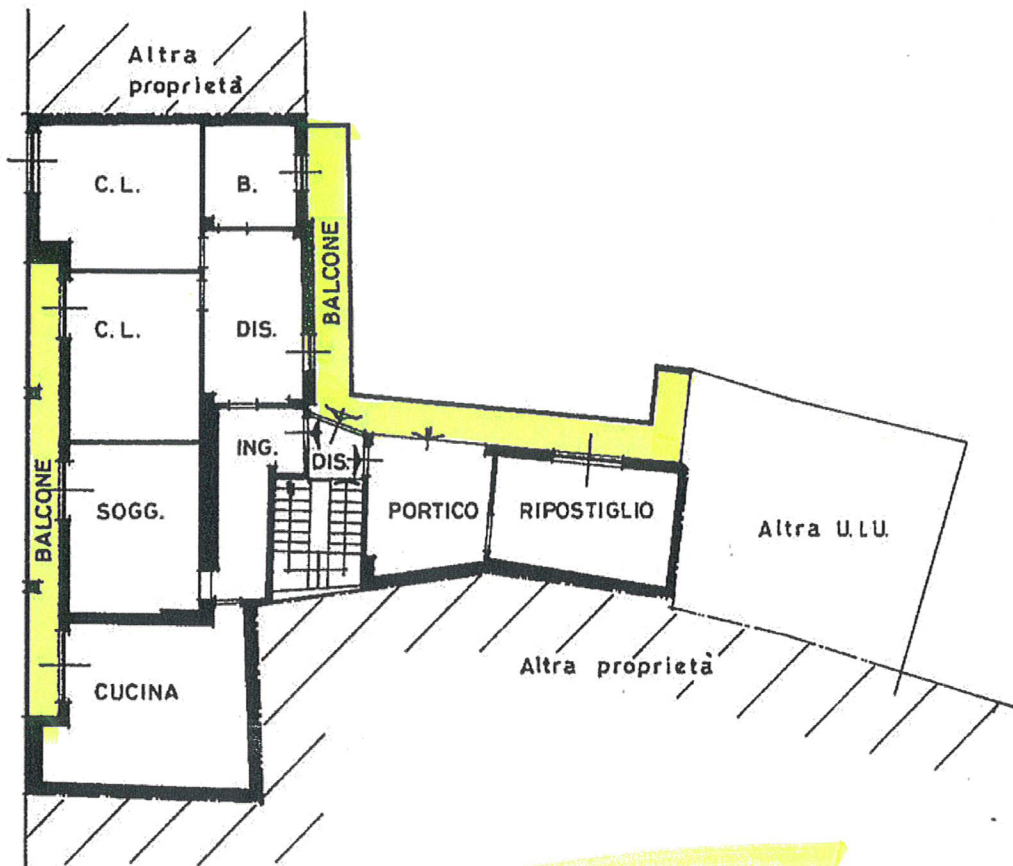 Altra
proprietà
C. L.
B.
BALCONE
C. L.
DIS.
ING.
DIS.
BALCONE
SOGG.
PORTICO
RIPOSTIGLIO
Altra U.I.U.
Altra proprietà
CUCINA